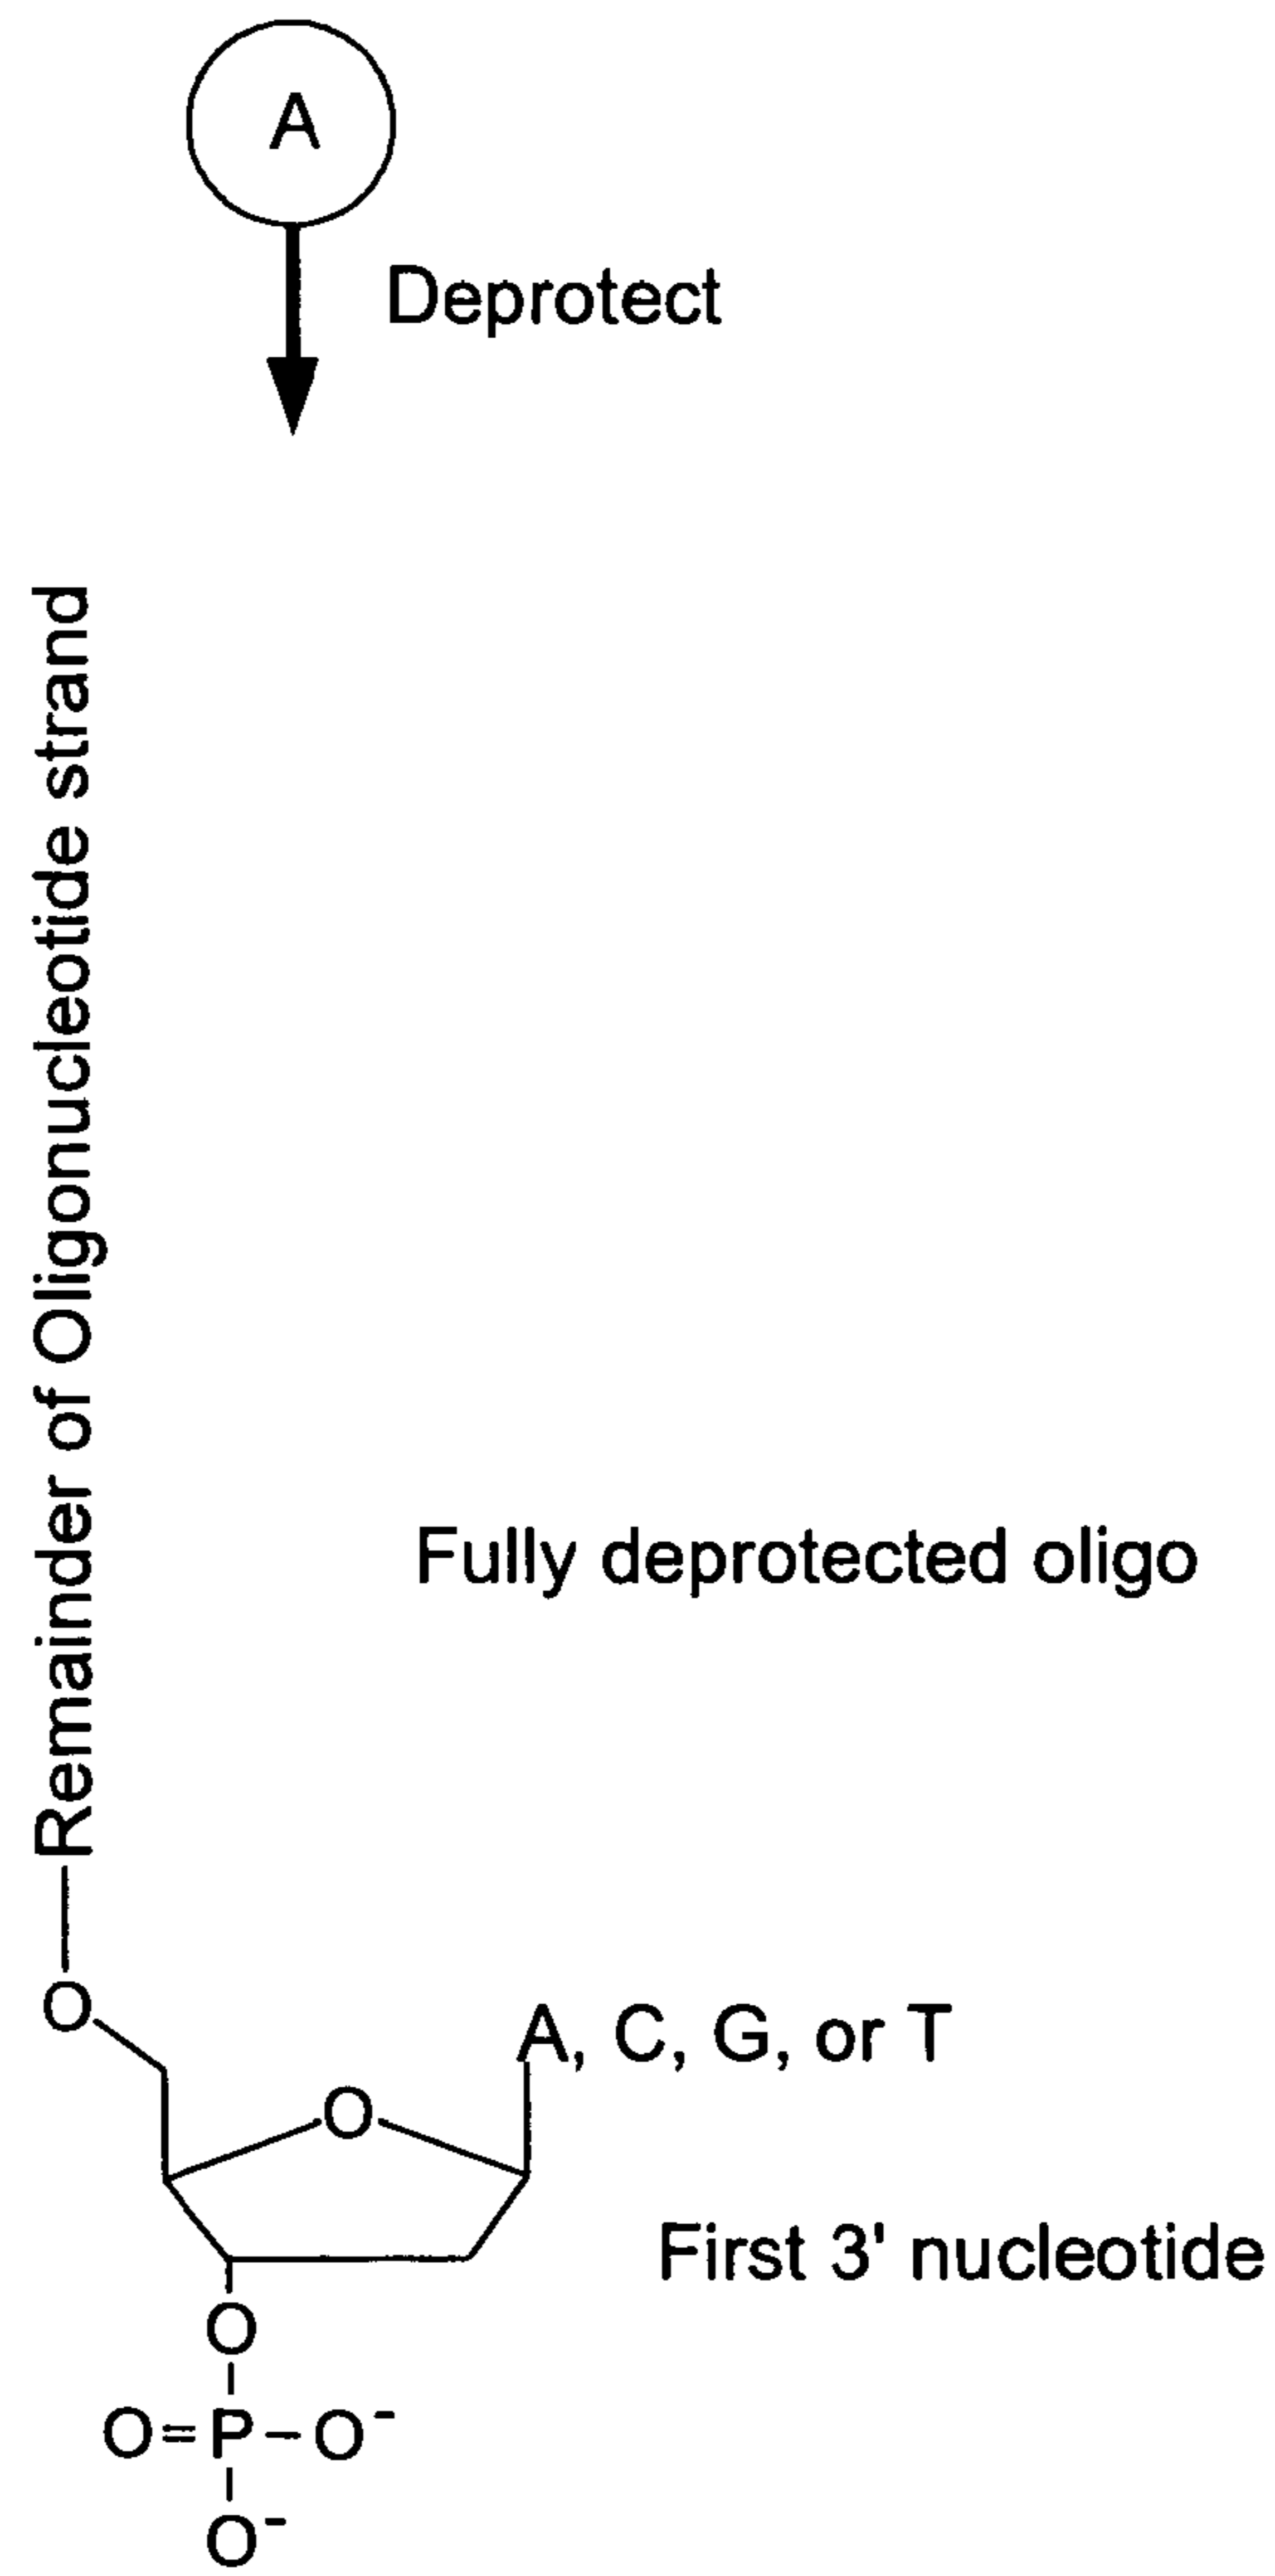 A
Deprotect
Remainder of Oligonucleotide strand
Fully deprotected oligo
O
A, C, G, or T
O
First 3' nucleotide
O
O=P-O⁻
O⁻